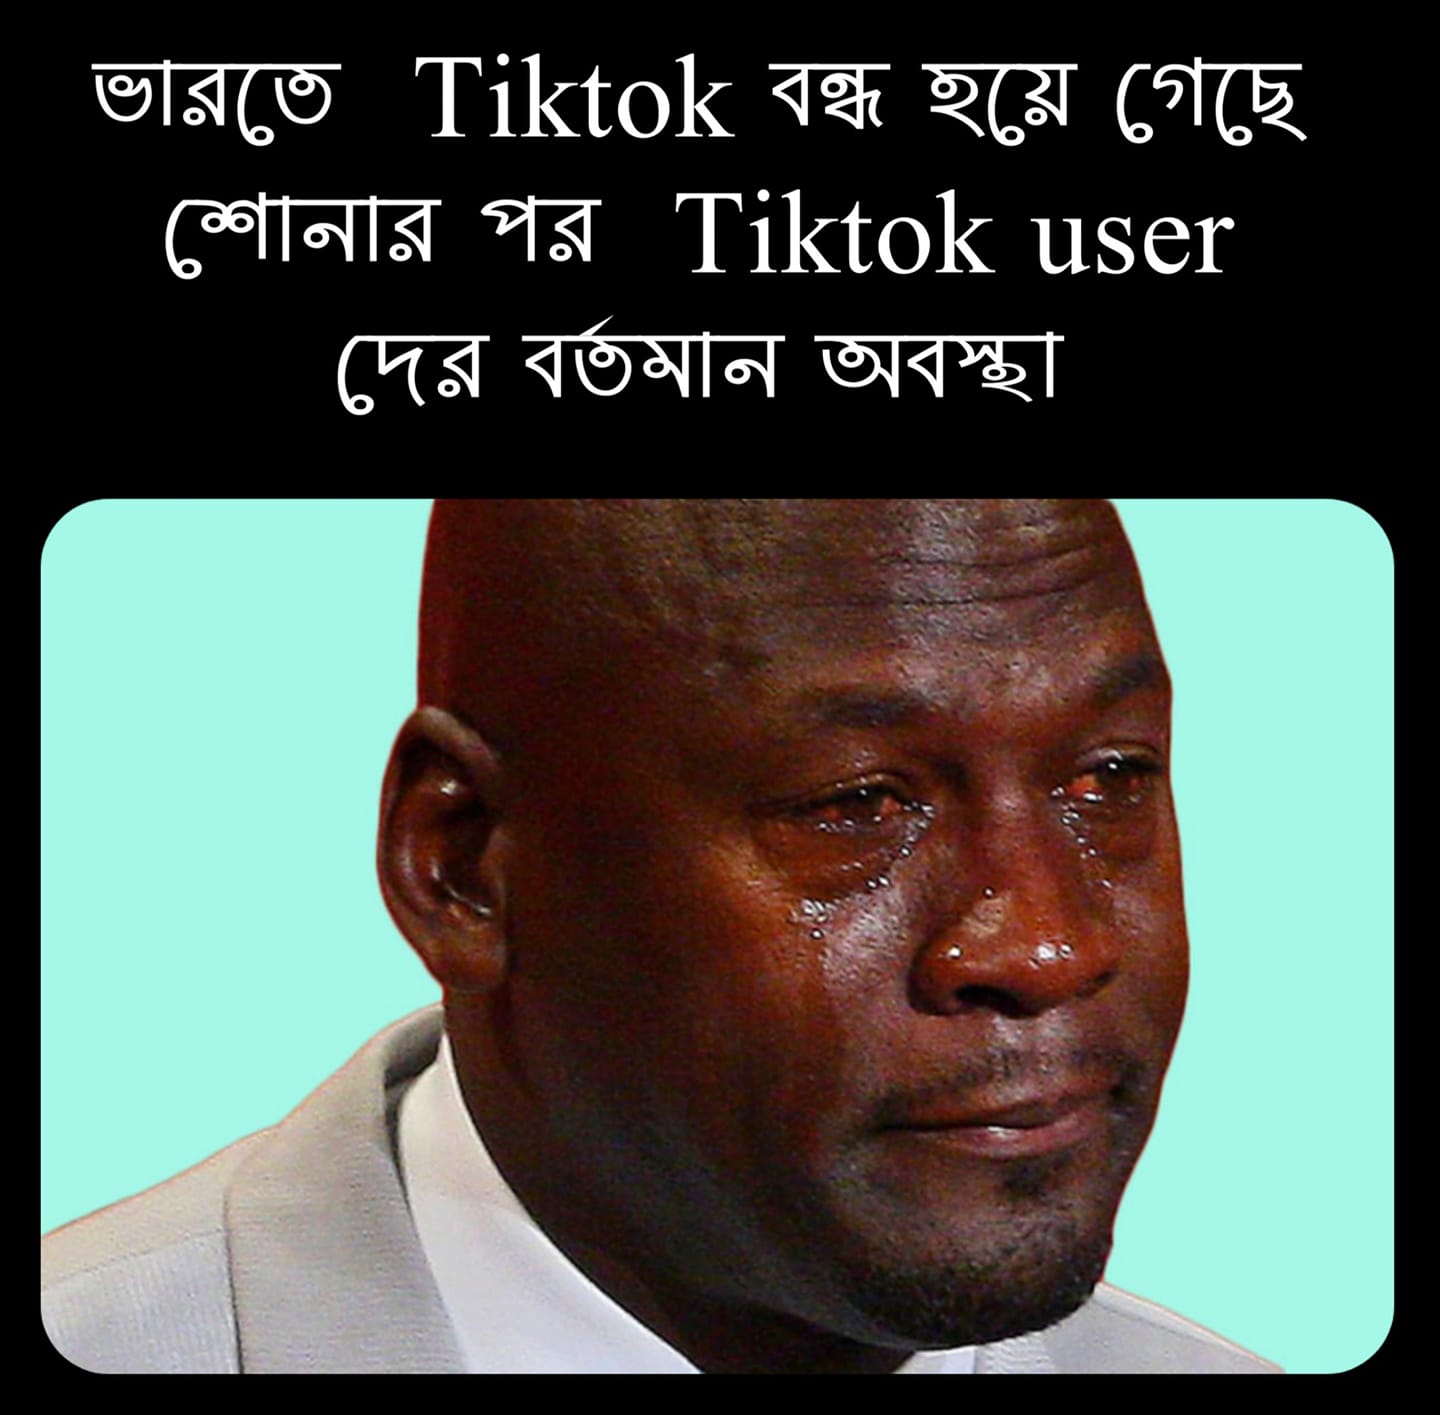 ভারতে Tiktok বন্ধ হয়ে গেছে
শোনার পর Tiktok user
দের বর্তমান অবস্থা